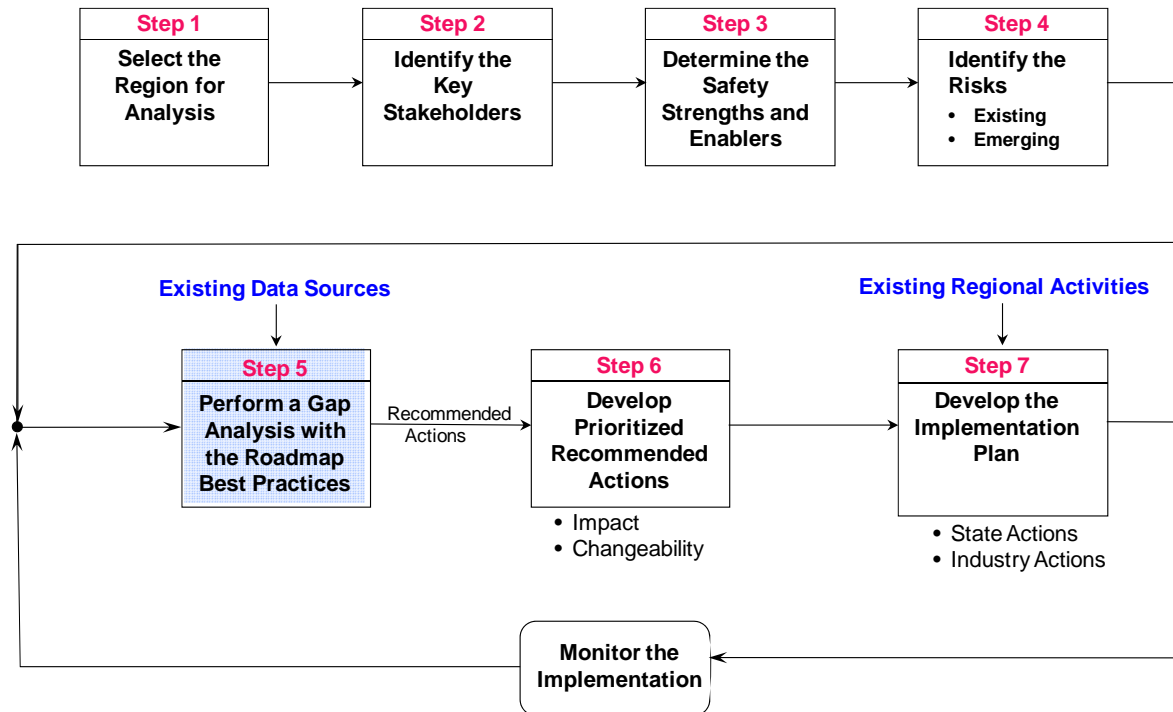 Step 1
Select the
Region for
Analysis
Step 2
Identify the
Key
Stakeholders
Step 3
Determine the
Safety
Strengths and
Enablers
Step 4
Identify the
Risks
• Existing
• Emerging
Existing Data Sources
Existing Regional Activities
Step 5
Perform a Gap
Analysis with
the Roadmap
Best Practices
Recommended
Actions
Step 6
Develop
Prioritized
Recommended
Actions
• Impact
• Changeability
Step 7
Develop the
Implementation
Plan
• State Actions
• Industry Actions
Monitor the
Implementation